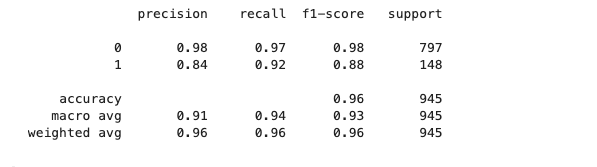 precision recall f1-score support
0 0.98 0.97 0.98 797
1 0.84 0.92 0.88 148
accuracy 0.96 945
macro avg 0.91 0.94 0.93 945
weighted avg 0.96 0.96 0.96 945